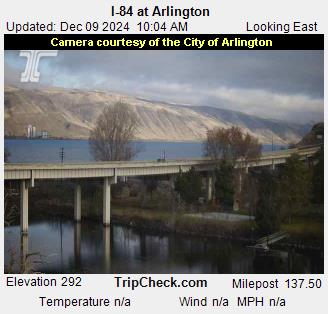 I-84 at Arlington
Updated: Dec 09 2024 10:04 AM Looking East
Camera courtesy of the City of Arlington
Elevation 292 TripCheck.com Milepost 137.50
Temperature n/a Wind n/a MPH n/a